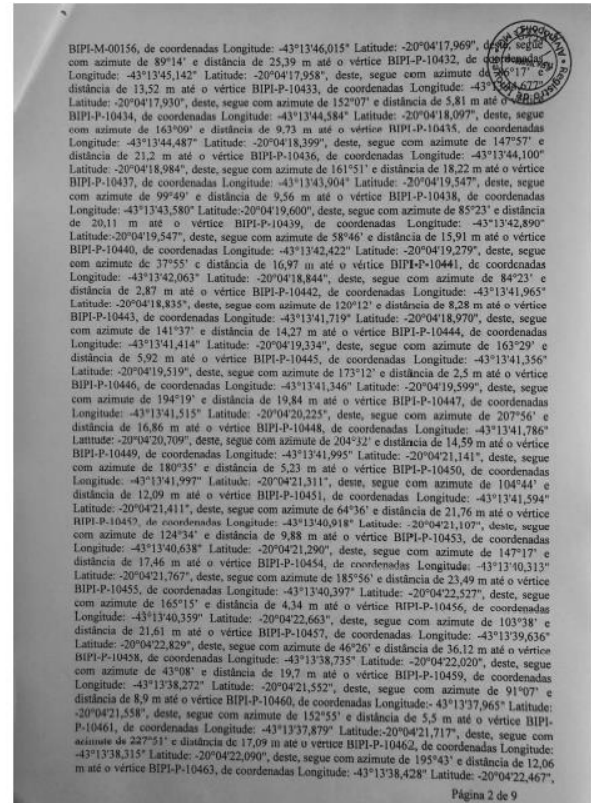 BIPI-M-00156, de coordenadas Longitude: -43°13'46,015" Latitude: -20°04'17,969", deste, segue
com azimute de 89°14' e distância de 25,39 m até o vértice BIPI-P-10432, de coordenadas
Longitude: -43°13'45,142" Latitude: -20°04'17,958", deste, segue com azimute de 86°17' e
distância de 13,52 m até o vértice BIPI-P-10433, de coordenadas Longitude: -43°13'44,677"
Latitude: -20°04'17,930", deste, segue com azimute de 152°07' e distância de 5,81 m até o vértice
BIPI-P-10434, de coordenadas Longitude: -43°13'44,584" Latitude: -20°04'18,097", deste, segue
com azimute de 163°09' e distância de 9,73 m até o vértice BIPI-P-10435, de coordenadas
Longitude: -43°13'44,487" Latitude: -20°04'18,399", deste, segue com azimute de 147°57' e
distância de 21,2 m até o vértice BIPI-P-10436, de coordenadas Longitude: -43°13'44,100"
Latitude: -20°04'18,984", deste, segue com azimute de 161°51' e distância de 18,22 m até o vértice
BIPI-P-10437, de coordenadas Longitude: -43°13'43,904" Latitude: -20°04'19,547", deste, segue
com azimute de 99°49' e distância de 9,56 m até o vértice BIPI-P-10438, de coordenadas
Longitude: -43°13'43,580" Latitude:-20°04'19,600", deste, segue com azimute de 85°23' e distância
de 20,11 m até o vértice BIPI-P-10439, de coordenadas Longitude: -43°13'42,890"
Latitude:-20°04'19,547", deste, segue com azimute de 58°46' e distância de 15,91 m até o vértice
BIPI-P-10440, de coordenadas Longitude: -43°13'42,422" Latitude: -20°04'19,279", deste, segue
com azimute de 37°55' e distância de 16,97 m até o vértice BIPI-P-10441, de coordenadas
Longitude: -43°13'42,063" Latitude: -20°04'18,844", deste, segue com azimute de 84°23' e
distância de 2,87 m até o vértice BIPI-P-10442, de coordenadas Longitude: -43°13'41,965"
Latitude: -20°04'18,835", deste, segue com azimute de 120°12' e distância de 8,28 m até o vértice
BIPI-P-10443, de coordenadas Longitude: -43°13'41,719" Latitude: -20°04'18,970", deste, segue
com azimute de 141°37' e distância de 14,27 m até o vértice BIPI-P-10444, de coordenadas
Longitude: -43°13'41,414" Latitude: -20°04'19,334", deste, segue com azimute de 163°29' e
distância de 5,92 m até o vértice BIPI-P-10445, de coordenadas Longitude: -43°13'41,356"
Latitude: -20°04'19,519", deste, segue com azimute de 173°12' e distância de 2,5 m até o vértice
BIPI-P-10446, de coordenadas Longitude: -43°13'41,346" Latitude: -20°04'19,599", deste, segue
com azimute de 194°19' e distância de 19,84 m até o vértice BIPI-P-10447, de coordenadas
Longitude: -43°13'41,515" Latitude: -20°04'20,225", deste, segue com azimute de 207°56' e
distância de 16,86 m até o vértice BIPI-P-10448, de coordenadas Longitude: -43°13'41,786"
Latitude: -20°04'20,709", deste, segue com azimute de 204°32' e distância de 14,59 m até o vértice
BIPI-P-10449, de coordenadas Longitude: -43°13'41,995" Latitude: -20°04'21,141", deste, segue
com azimute de 180°35' e distância de 5,23 m até o vértice BIPI-P-10450, de coordenadas
Longitude: -43°13'41,997" Latitude: -20°04'21,311", deste, segue com azimute de 104°44' e
distância de 12,09 m até o vértice BIPI-P-10451, de coordenadas Longitude: -43°13'41,594"
Latitude: -20°04'21,411", deste, segue com azimute de 64°36' e distância de 21,76 m até o vértice
BIPI-P-10452, de coordenadas Longitude: -43°13'40,918" Latitude: -20°04'21,107", deste, segue
com azimute de 124°34' e distância de 9,88 m até o vértice BIPI-P-10453, de coordenadas
Longitude: -43°13'40,638" Latitude: -20°04'21,290", deste, segue com azimute de 147°17' e
distância de 17,46 m até o vértice BIPI-P-10454, de coordenadas Longitude: -43°13'40,313"
Latitude: -20°04'21,767", deste, segue com azimute de 185°56' e distância de 23,49 m até o vértice
BIPI-P-10455, de coordenadas Longitude: -43°13'40,397" Latitude: -20°04'22,527", deste, segue
com azimute de 165°15' e distância de 4,34 m até o vértice BIPI-P-10456, de coordenadas
Longitude: -43°13'40,359" Latitude: -20°04'22,663", deste, segue com azimute de 103°38' e
distância de 21,61 m até o vértice BIPI-P-10457, de coordenadas Longitude: -43°13'39,636"
Latitude: -20°04'22,829", deste, segue com azimute de 46°26' e distância de 36,12 m até o vértice
BIPI-P-10458, de coordenadas Longitude: -43°13'38,735" Latitude: -20°04'22,020", deste, segue
com azimute de 43°08' e distância de 19,7 m até o vértice BIPI-P-10459, de coordenadas
Longitude: -43°13'38,272" Latitude: -20°04'21,552", deste, segue com azimute de 91°07' e
distância de 8,9 m até o vértice BIPI-P-10460, de coordenadas Longitude:- 43°13'37,965" Latitude:
-20°04'21,558", deste, segue com azimute de 152°55' e distância de 5,5 m até o vértice BIPI-
P-10461, de coordenadas Longitude: -43°13'37,879" Latitude:-20°04'21,717", deste, segue com
azimute de 227°51' e distância de 17,09 m até o vértice BIPI-P-10462, de coordenadas Longitude:
-43°13'38,315" Latitude: -20°04'22,090", deste, segue com azimute de 195°43' e distância de 12,06
m até o vértice BIPI-P-10463, de coordenadas Longitude: -43°13'38,428" Latitude: -20°04'22,467",
Página 2 de 9